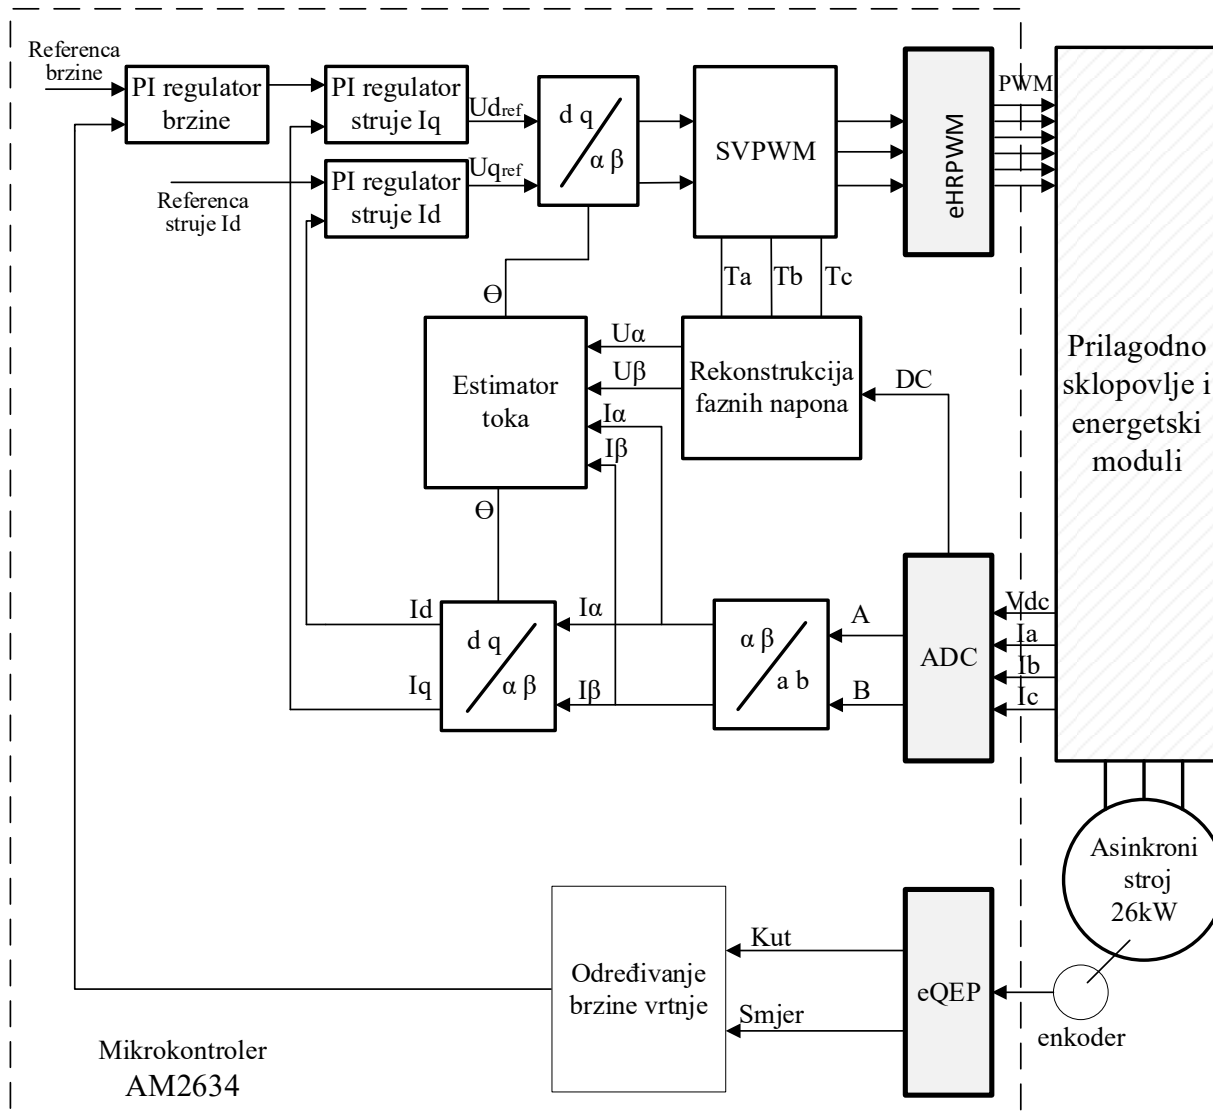 Referenca
brzine
PI regulator
brzine
PI regulator
struje Iq
Udref
d q
α β
SVPWM
eHRPWM
PWM
Referenca
struje Id
PI regulator
struje Id
Uqref
Ta
Tb
Tc
Θ
Estimator
toka
Uα
Uβ
Iα
Iβ
Rekonstrukcija
faznih napona
DC
Prilagodno
sklopovlje i
energetski
moduli
Θ
Id
Iq
d q
α β
Iα
Iβ
α β
a b
A
B
ADC
Vdc
Ia
Ib
Ic
Asinkroni
stroj
26kW
Određivanje
brzine vrtnje
Kut
Smjer
eQEP
enkoder
Mikrokontroler
AM2634